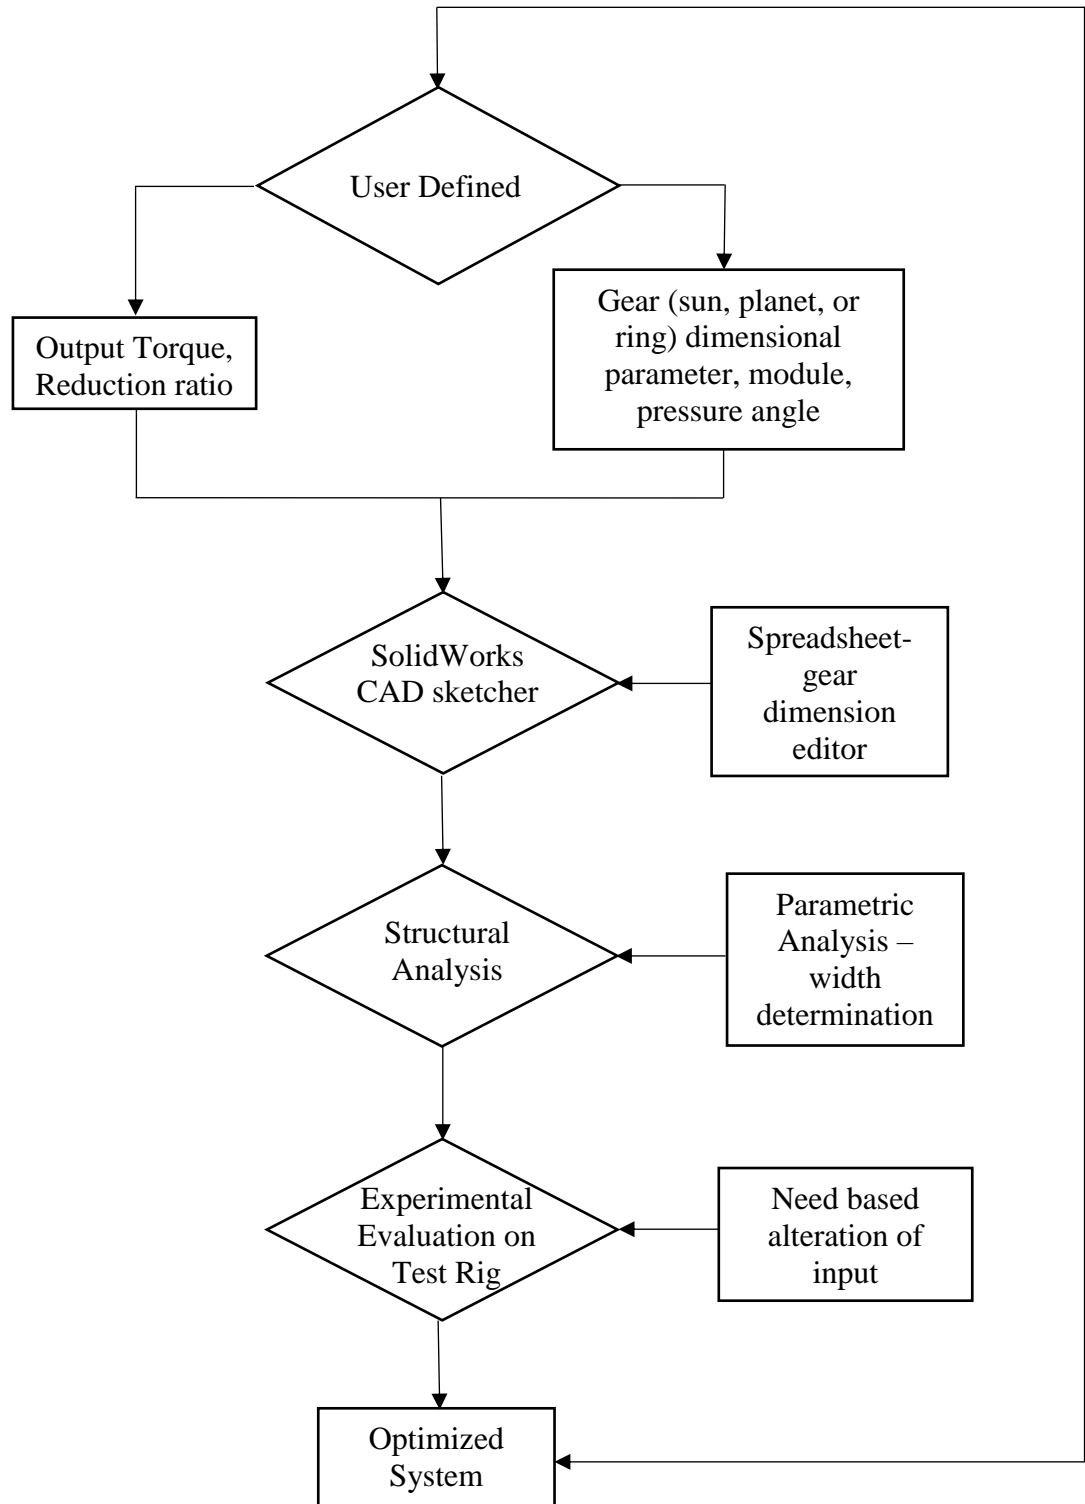 User Defined
Output Torque,
Reduction ratio
Gear (sun, planet, or
ring) dimensional
parameter, module,
pressure angle
SolidWorks
CAD sketcher
Spreadsheet-
gear
dimension
editor
Structural
Analysis
Parametric
Analysis –
width
determination
Experimental
Evaluation on
Test Rig
Need based
alteration of
input
Optimized
System